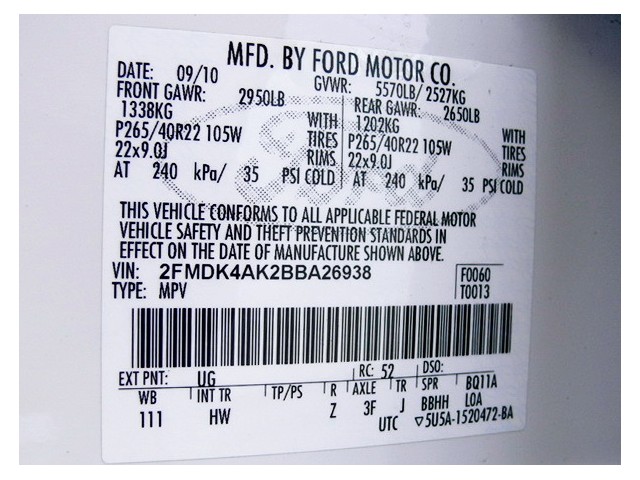 MFD. BY FORD MOTOR CO.
DATE: 09/10 GVWR: 5570LB/ 2527KG
FRONT GAWR: 2950LB REAR GAWR: 2650LB
1338KG WITH 1202KG WITH
P265/40R22 105W TIRES P265/40R22 105W TIRES
22x9.0J RIMS 22x9.0J RIMS
AT 240 kPa/ 35 PSI COLD AT 240 kPa/ 35 PSI COLD
Ford
THIS VEHICLE CONFORMS TO ALL APPLICABLE FEDERAL MOTOR
VEHICLE SAFETY AND THEFT PREVENTION STANDARDS IN
EFFECT ON THE DATE OF MANUFACTURE SHOWN ABOVE.
VIN: 2FMDK4AK2BBA26938 F0060
TYPE: MPV T0013
EXT PNT: UG RC: 52 DSO:
WB INT TR TP/PS R AXLE TR SPR BQ11A
111 HW Z 3F J BBHH LOA
UTC ▽5U5A-1520472-BA